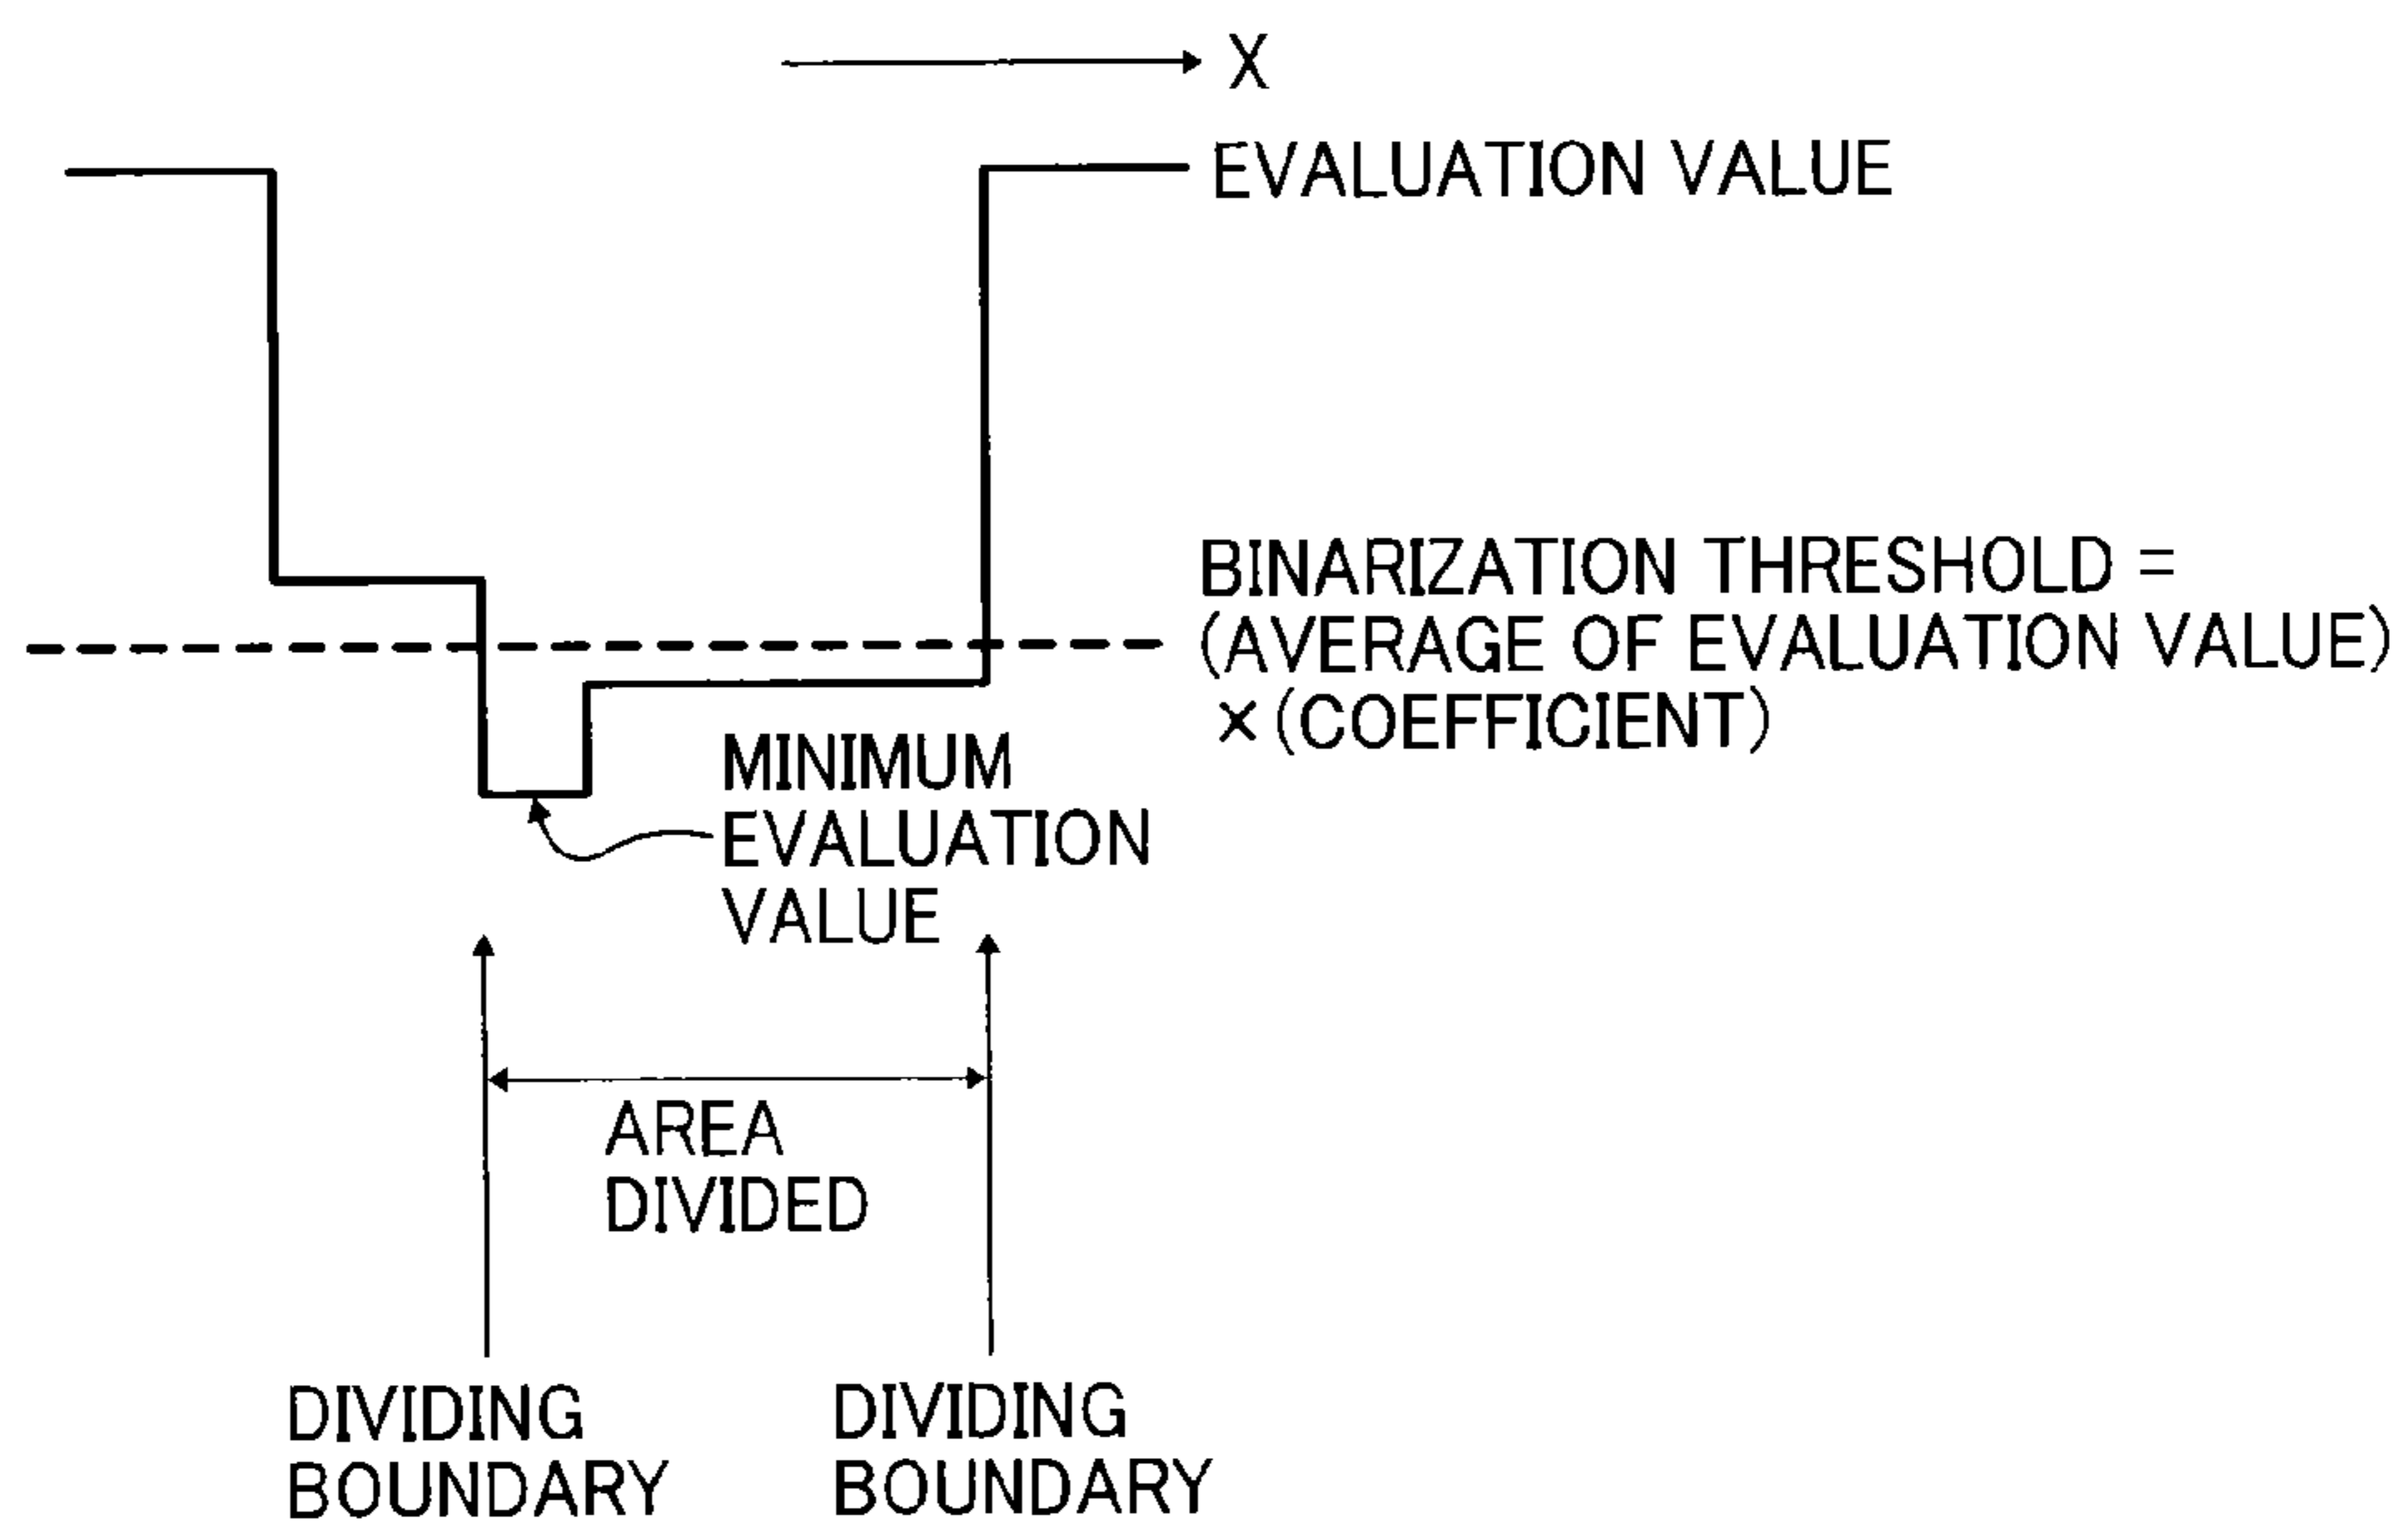 X
EVALUATION VALUE
BINARIZATION THRESHOLD =
(AVERAGE OF EVALUATION VALUE)
×(COEFFICIENT)
MINIMUM
EVALUATION
VALUE
AREA
DIVIDED
DIVIDING
BOUNDARY
DIVIDING
BOUNDARY